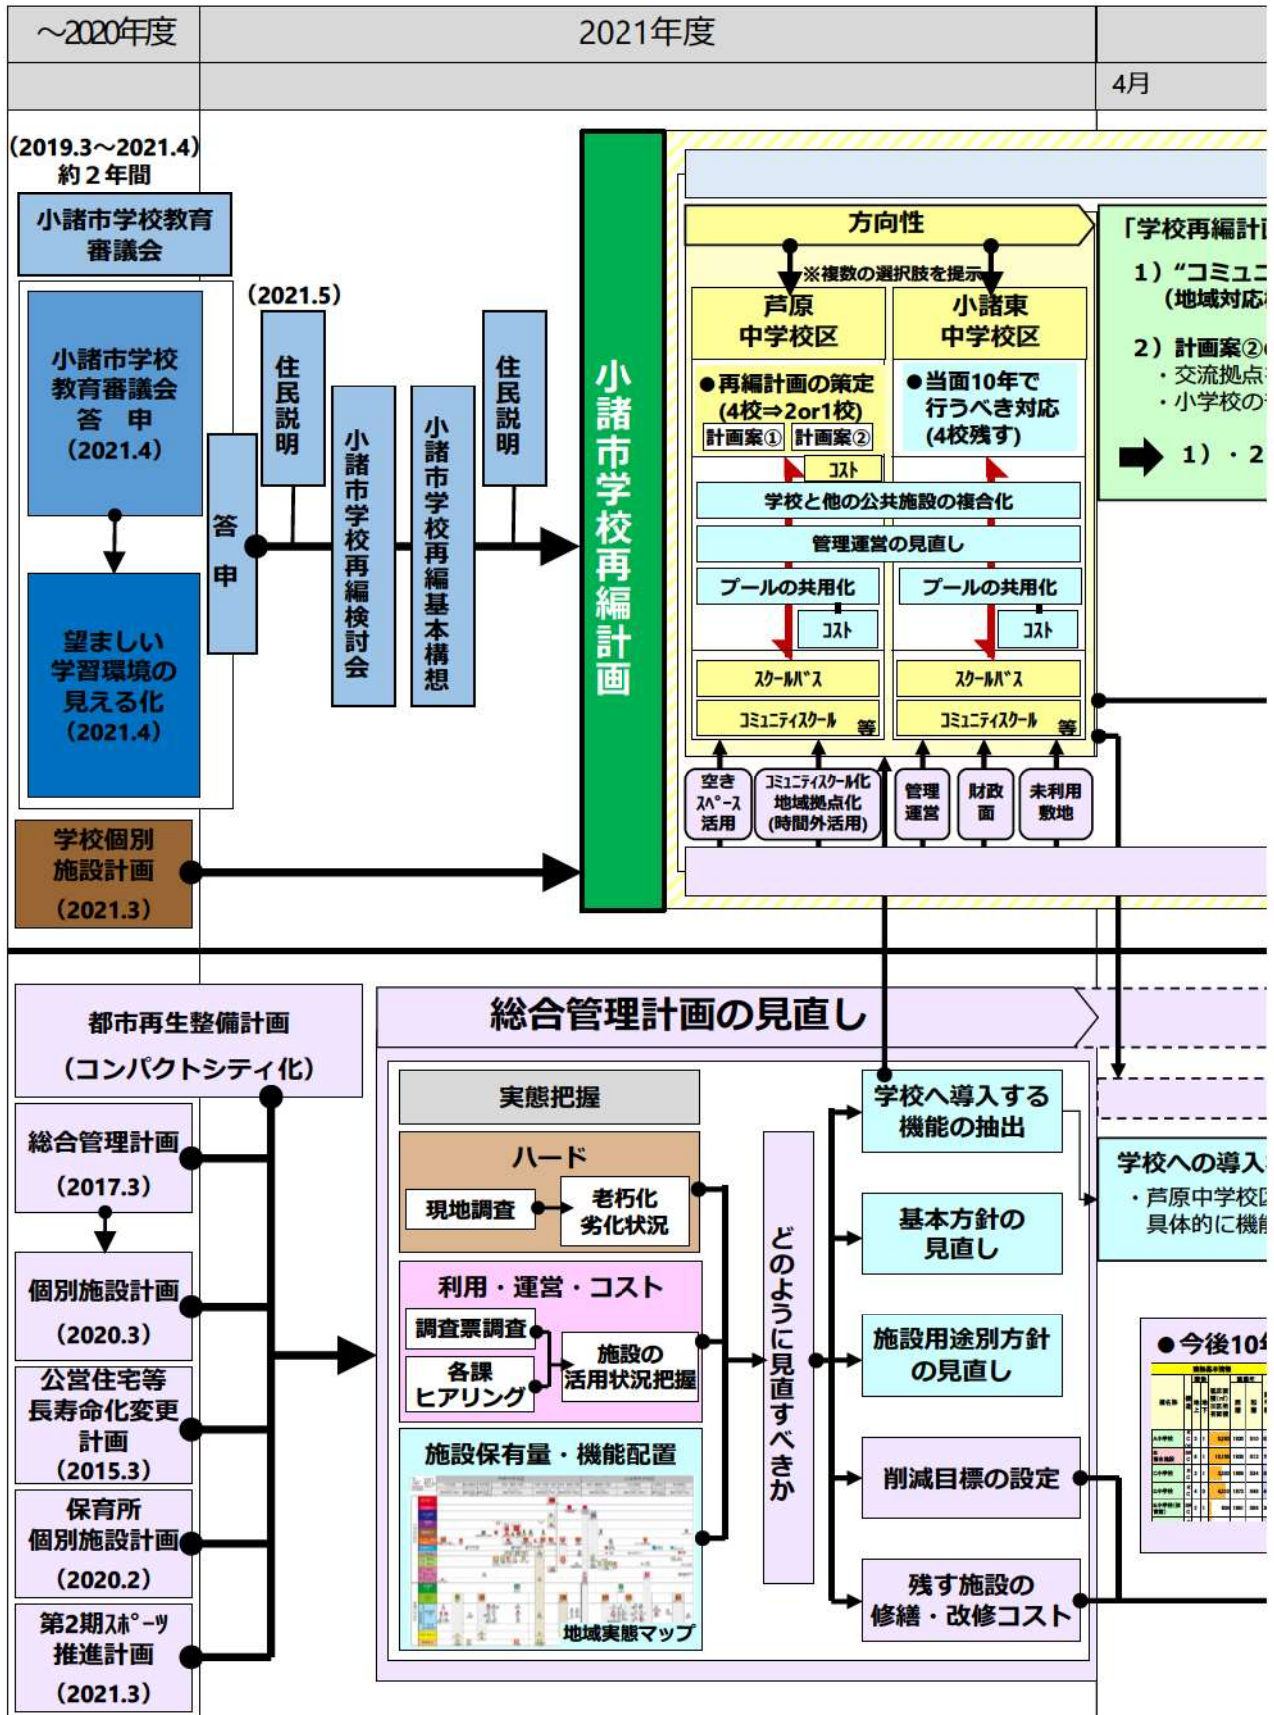 ～2020年度
2021年度
4月
(2019.3～2021.4)
約２年間
小諸市学校教育
審議会
小諸市学校
教育審議会
答　申
(2021.4)
望ましい
学習環境の
見える化
(2021.4)
答申
(2021.5)
住民説明
小諸市学校再編検討会
小諸市学校再編基本構想
住民説明
小諸市学校再編計画
学校個別
施設計画
(2021.3)
方向性
※複数の選択肢を提示
芦原
中学校区
小諸東
中学校区
●再編計画の策定
(4校⇒2or1校)
計画案①
計画案②
●当面10年で
行うべき対応
(4校残す)
コスト
学校と他の公共施設の複合化
管理運営の見直し
プールの共用化
プールの共用化
コスト
コスト
スクールバス
スクールバス
コミュニティスクール 等
コミュニティスクール 等
空き
スペース
活用
コミュニティスクール化
地域拠点化
(時間外活用)
管理
運営
財政
面
未利用
敷地
「学校再編計
1）“コミュニ
(地域対応
2）計画案②
・交流拠点
・小学校の
1）・2
都市再生整備計画
(コンパクトシティ化)
総合管理計画
(2017.3)
個別施設計画
(2020.3)
公営住宅等
長寿命化変更
計画
(2015.3)
保育所
個別施設計画
(2020.2)
第2期スポーツ
推進計画
(2021.3)
総合管理計画の見直し
実態把握
ハード
現地調査
老朽化
劣化状況
利用・運営・コスト
調査票調査
各課
ヒアリング
施設の
活用状況把握
施設保有量・機能配置
地域実態マップ
どのように見直すべきか
学校へ導入する
機能の抽出
基本方針の
見直し
施設用途別方針
の見直し
削減目標の設定
残す施設の
修繕・改修コスト
学校への導入
・芦原中学校区
具体的に機能
●今後10年